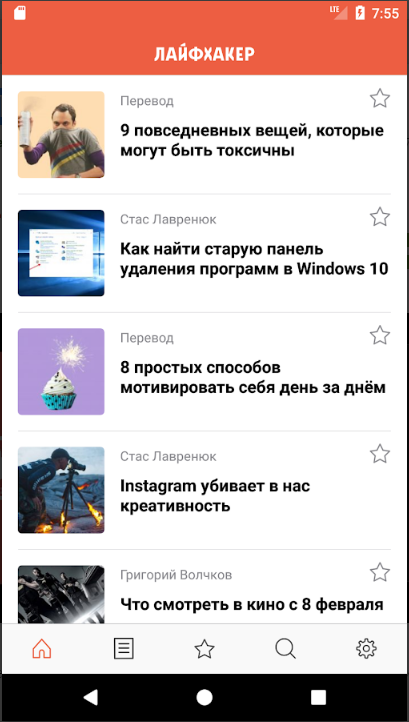 LTE 7:55
ЛАЙФХАКЕР
Перевод
9 повседневных вещей, которые
могут быть токсичны
Стас Лавренюк
Как найти старую панель
удаления программ в Windows 10
Перевод
8 простых способов
мотивировать себя день за днём
Стас Лавренюк
Instagram убивает в нас
креативность
Григорий Волчков
Что смотреть в кино с 8 февраля